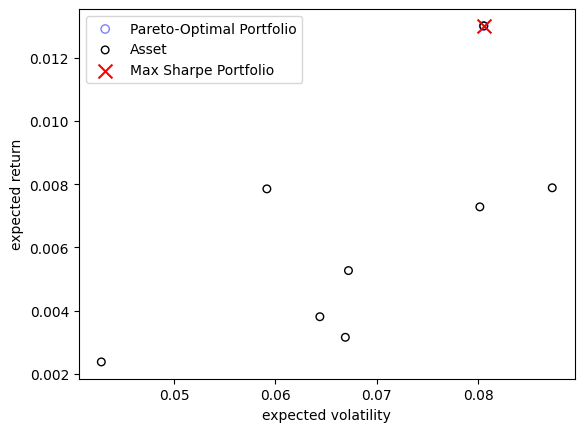 Pareto-Optimal Portfolio
Asset
Max Sharpe Portfolio
0.012
0.010
0.008
0.006
0.004
0.002
expected return
0.05
0.06
0.07
0.08
expected volatility